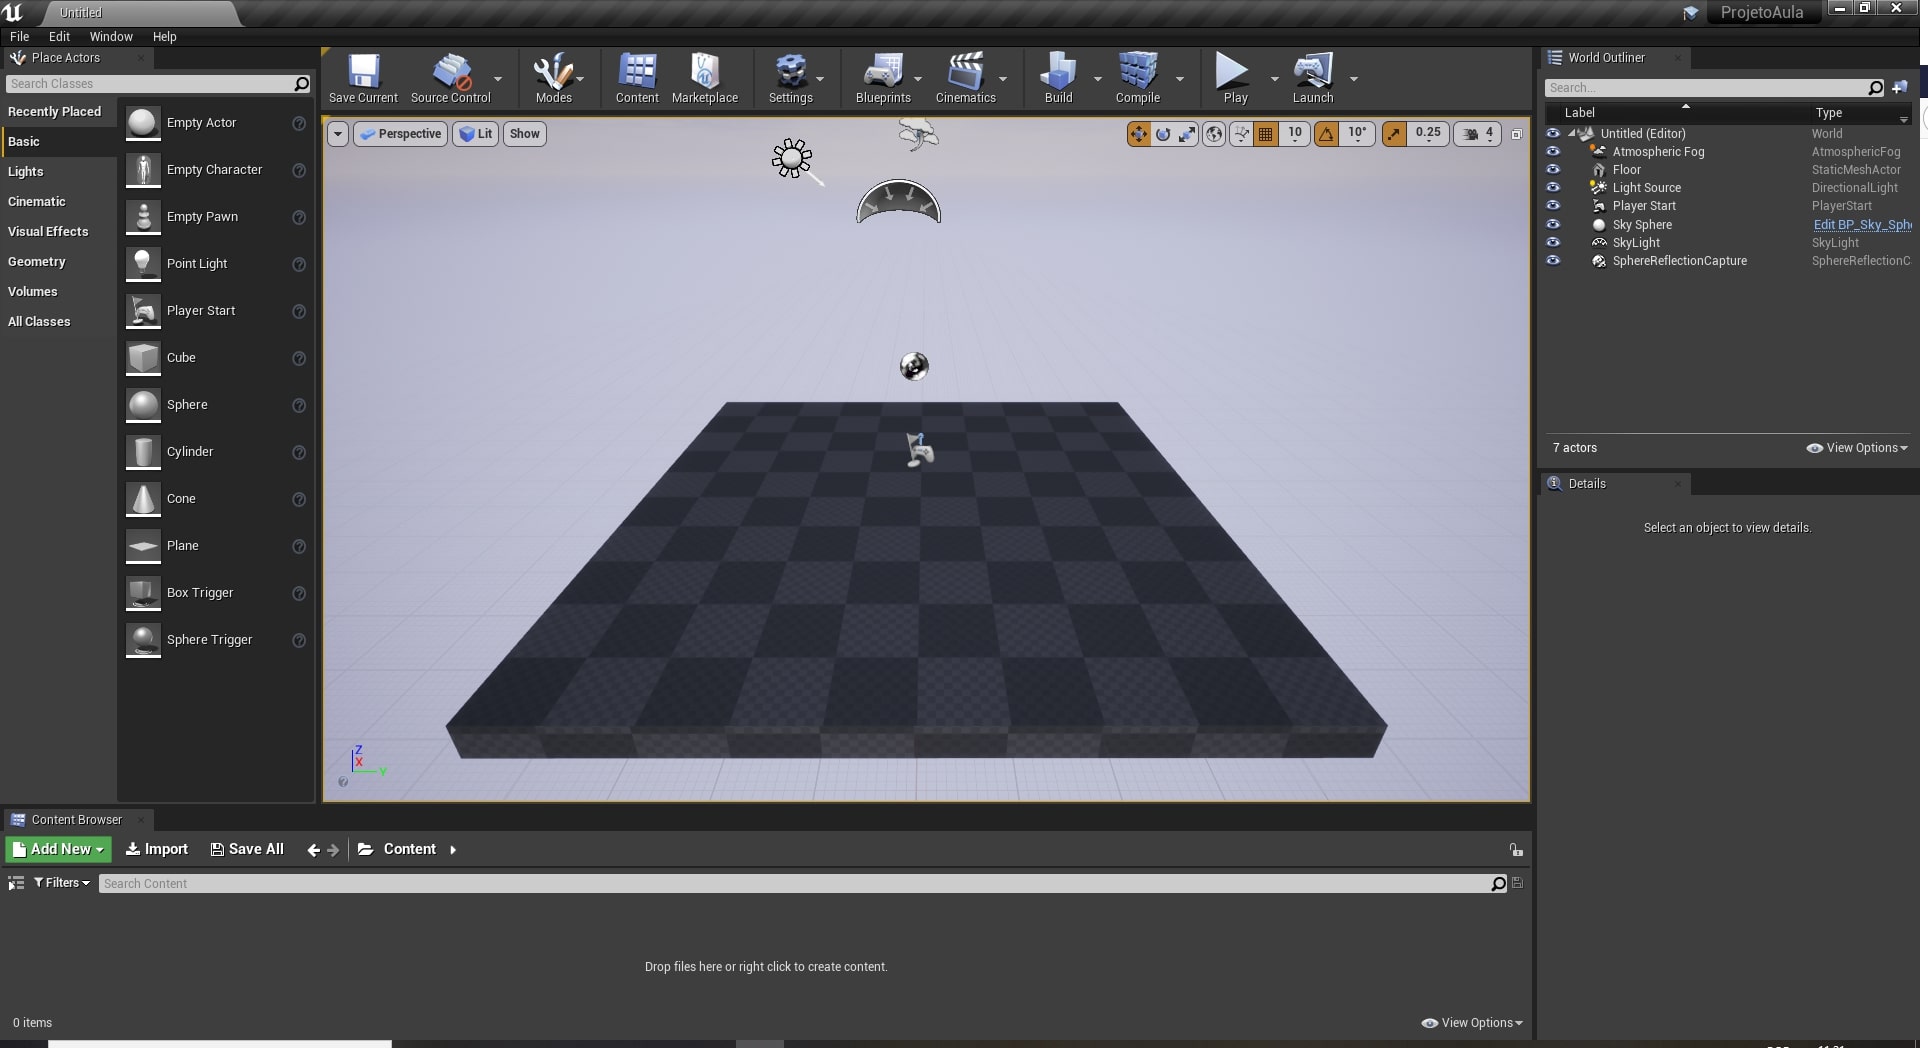 Untitled
ProjetoAula
File Edit Window Help
Place Actors
Search Classes
Recently Placed
Basic
Lights
Cinematic
Visual Effects
Geometry
Volumes
All Classes
Empty Actor
Empty Character
Empty Pawn
Point Light
Player Start
Cube
Sphere
Cylinder
Cone
Plane
Box Trigger
Sphere Trigger
Save Current Source Control Modes Content Marketplace Settings Blueprints Cinematics Build Compile Play Launch
Perspective Lit Show
10 10° 0.25 4
Z
X
Y
World Outliner
Search...
Label Type
Untitled (Editor) World
Atmospheric Fog AtmosphericFog
Floor StaticMeshActor
Light Source DirectionalLight
Player Start PlayerStart
Sky Sphere Edit BP_Sky_Sph
SkyLight SkyLight
SphereReflectionCapture SphereReflectionC
7 actors View Options
Details
Select an object to view details.
Content Browser
Add New Import Save All Content
Filters Search Content
Drop files here or right click to create content.
0 items View Options